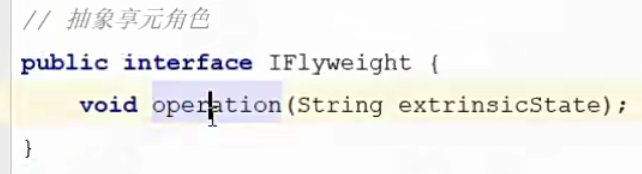 // 抽象享元角色
public interface IFlyweight {
    void operation(String extrinsicState);
}